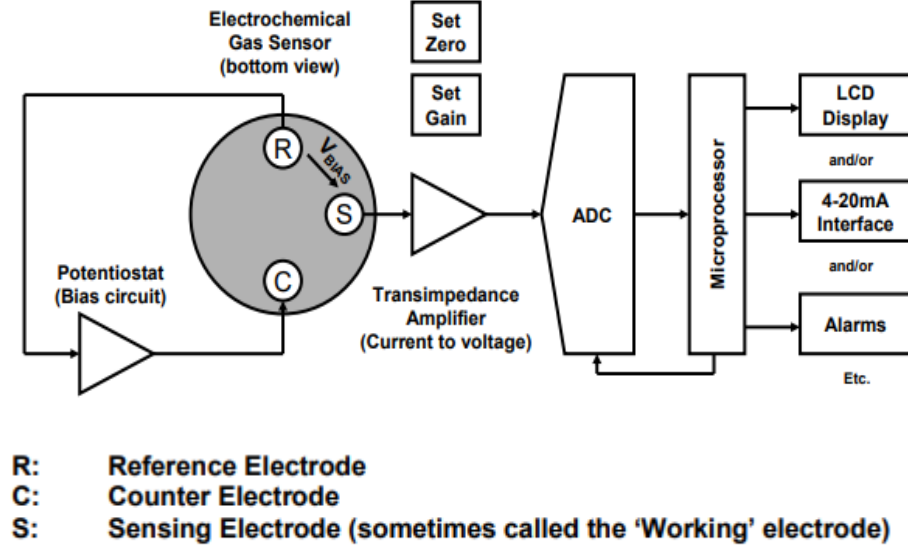 Electrochemical
Gas Sensor
(bottom view)
Set
Zero
Set
Gain
R
VBIAS
S
C
Potentiostat
(Bias circuit)
Transimpedance
Amplifier
(Current to voltage)
ADC
Microprocessor
LCD
Display
and/or
4-20mA
Interface
and/or
Alarms
Etc.
R: Reference Electrode
C: Counter Electrode
S: Sensing Electrode (sometimes called the ‘Working’ electrode)